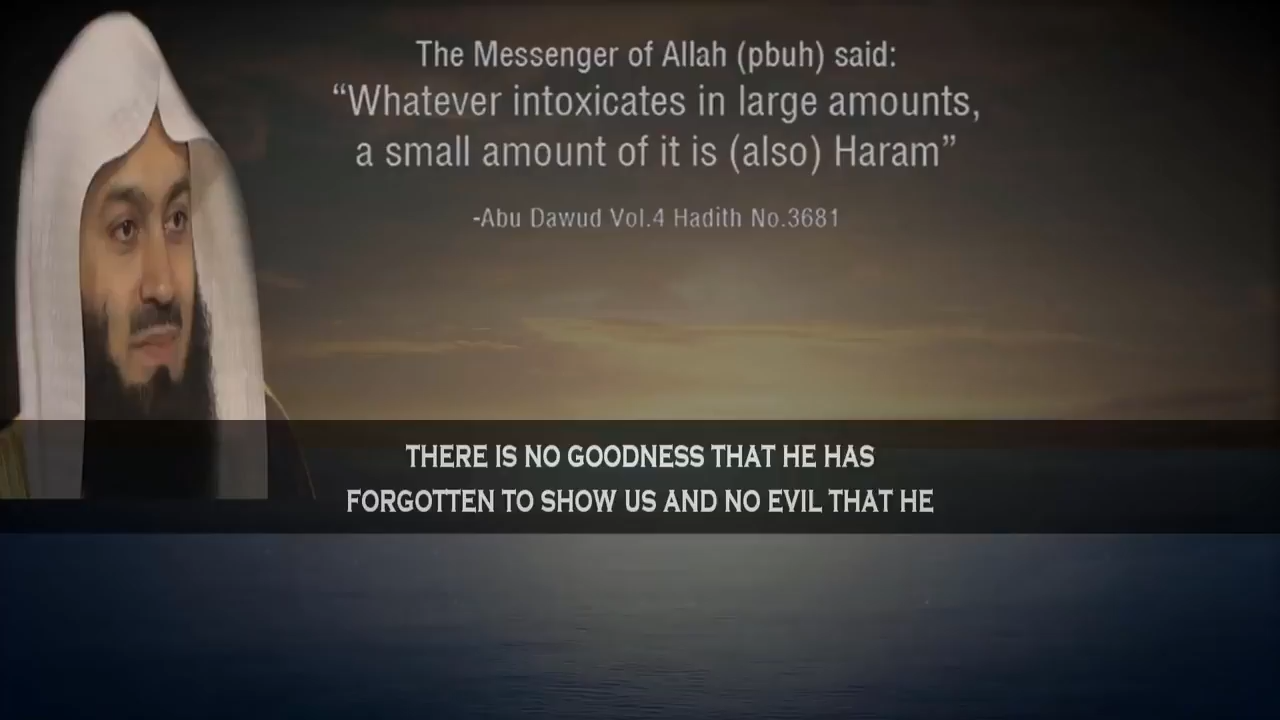 The Messenger of Allah (pbuh) said:
“Whatever intoxicates in large amounts,
a small amount of it is (also) Haram”
-Abu Dawud Vol.4 Hadith No.3681
THERE IS NO GOODNESS THAT HE HAS
FORGOTTEN TO SHOW US AND NO EVIL THAT HE